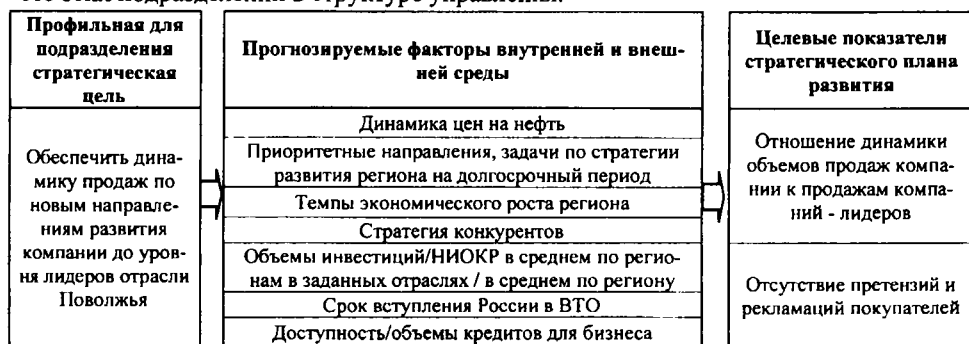 Профильная для
подразделения
стратегическая
цель
Обеспечить дина-
мику продаж по
новым направле-
ниям развития
компании до уров-
ня лидеров отрасли
Поволжья
Прогнозируемые факторы внутренней и внеш-
ней среды
Динамика цен на нефть
Приоритетные направления, задачи по стратегии
развития региона на долгосрочный период
Темпы экономического роста региона
Стратегия конкурентов
Объемы инвестиций/НИОКР в среднем по регио-
нам в заданных отраслях / в среднем по региону
Срок вступления России в ВТО
Доступность/объемы кредитов для бизнеса
Целевые показатели
стратегического плана
развития
Отношение динамики
объемов продаж компа-
нии к продажам компа-
ний - лидеров
Отсутствие претензий и
рекламаций покупателей